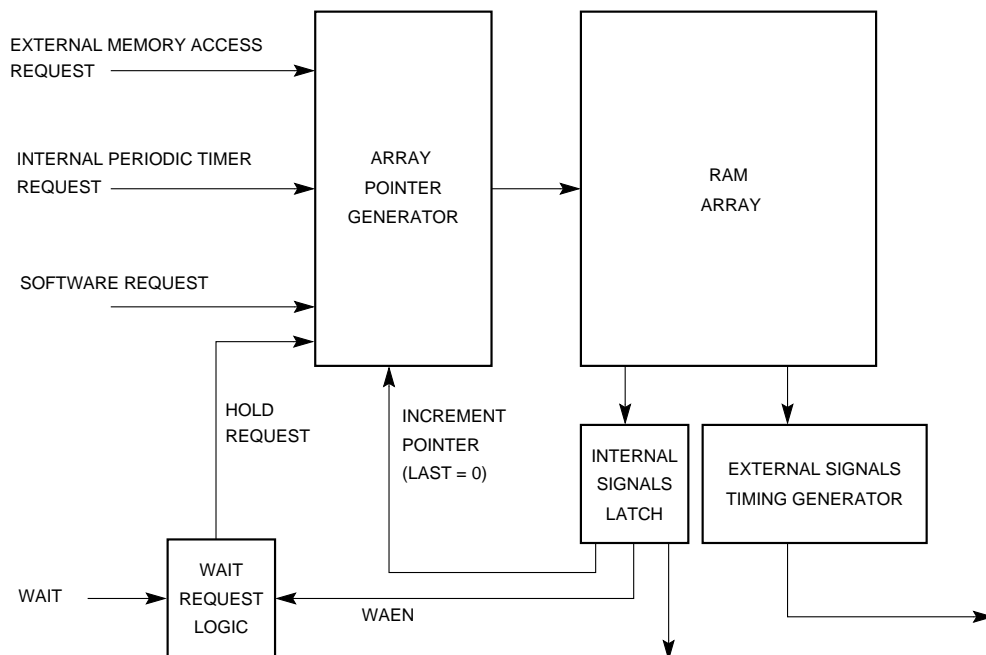 EXTERNAL MEMORY ACCESS
REQUEST
INTERNAL PERIODIC TIMER
REQUEST
SOFTWARE REQUEST
ARRAY
POINTER
GENERATOR
RAM
ARRAY
HOLD
REQUEST
INCREMENT
POINTER
(LAST = 0)
INTERNAL
SIGNALS
LATCH
EXTERNAL SIGNALS
TIMING GENERATOR
WAIT
WAIT
REQUEST
LOGIC
WAEN